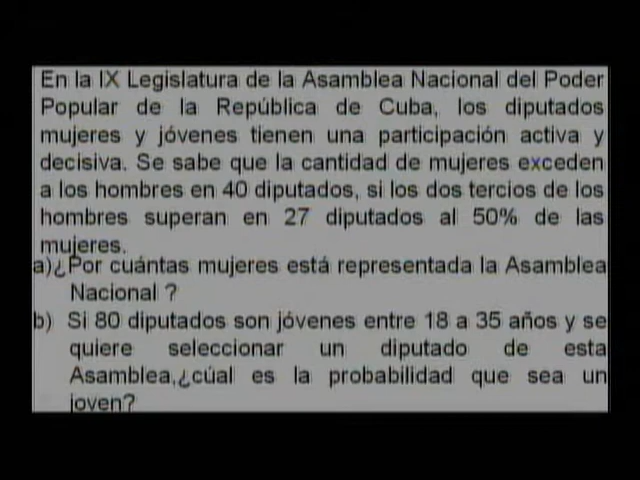 En la IX Legislatura de la Asamblea Nacional del Poder
Popular de la República de Cuba, los diputados
mujeres y jóvenes tienen una participación activa y
decisiva. Se sabe que la cantidad de mujeres exceden
a los hombres en 40 diputados, si los dos tercios de los
hombres superan en 27 diputados al 50% de las
mujeres.
a)¿Por cuántas mujeres está representada la Asamblea
Nacional ?
b) Si 80 diputados son jóvenes entre 18 a 35 años y se
quiere seleccionar un diputado de esta
Asamblea,¿cúal es la probabilidad que sea un
joven?